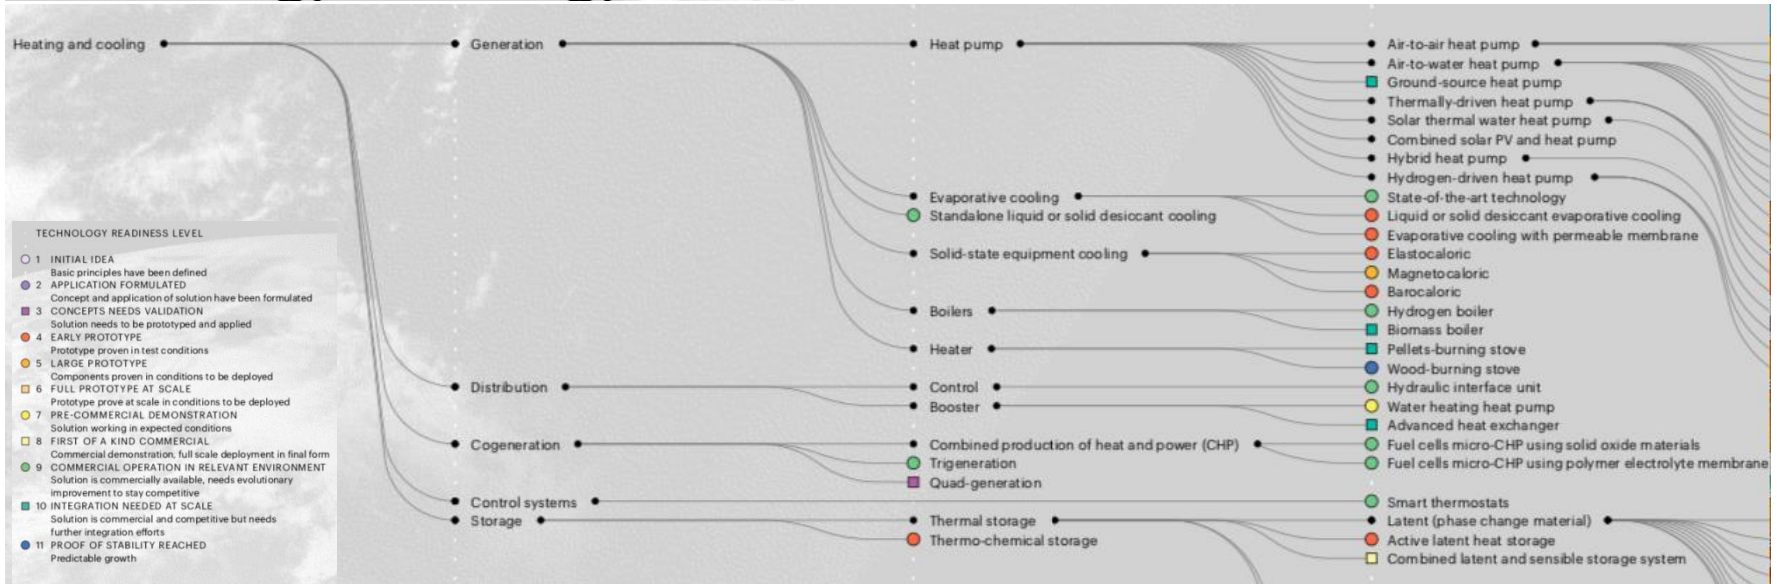 Heating and cooling
Generation
Heat pump
Air-to-air heat pump
Air-to-water heat pump
Ground-source heat pump
Thermally-driven heat pump
Solar thermal water heat pump
Combined solar PV and heat pump
Hybrid heat pump
Hydrogen-driven heat pump
Evaporative cooling
State-of-the-art technology
Standalone liquid or solid desiccant cooling
Liquid or solid desiccant evaporative cooling
Evaporative cooling with permeable membrane
Solid-state equipment cooling
Elastocaloric
Magnetocaloric
Barocaloric
Boilers
Hydrogen boiler
Biomass boiler
Heater
Pellets-burning stove
Wood-burning stove
Distribution
Control
Hydraulic interface unit
Booster
Water heating heat pump
Advanced heat exchanger
Cogeneration
Combined production of heat and power (CHP)
Fuel cells micro-CHP using solid oxide materials
Trigeneration
Fuel cells micro-CHP using polymer electrolyte membrane
Quad-generation
Control systems
Smart thermostats
Storage
Thermal storage
Latent (phase change material)
Thermo-chemical storage
Active latent heat storage
Combined latent and sensible storage system
TECHNOLOGY READINESS LEVEL
1 INITIAL IDEA
Basic principles have been defined
2 APPLICATION FORMULATED
Concept and application of solution have been formulated
3 CONCEPTS NEEDS VALIDATION
Solution needs to be prototyped and applied
4 EARLY PROTOTYPE
Prototype proven in test conditions
5 LARGE PROTOTYPE
Components proven in conditions to be deployed
6 FULL PROTOTYPE AT SCALE
Prototype prove at scale in conditions to be deployed
7 PRE-COMMERCIAL DEMONSTRATION
Solution working in expected conditions
8 FIRST OF A KIND COMMERCIAL
Commercial demonstration, full scale deployment in final form
9 COMMERCIAL OPERATION IN RELEVANT ENVIRONMENT
Solution is commercially available, needs evolutionary
improvement to stay competitive
10 INTEGRATION NEEDED AT SCALE
Solution is commercial and competitive but needs
further integration efforts
11 PROOF OF STABILITY REACHED
Predictable growth